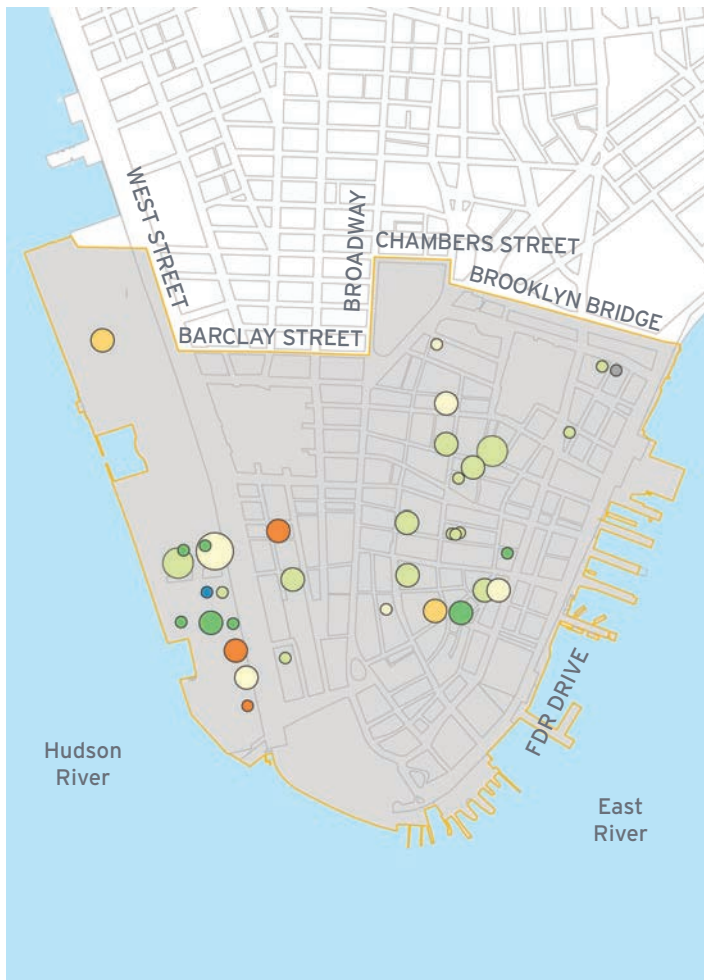 WEST STREET
BROADWAY
CHAMBERS STREET
BROOKLYN BRIDGE
BARCLAY STREET
FDR DRIVE
Hudson
River
East
River